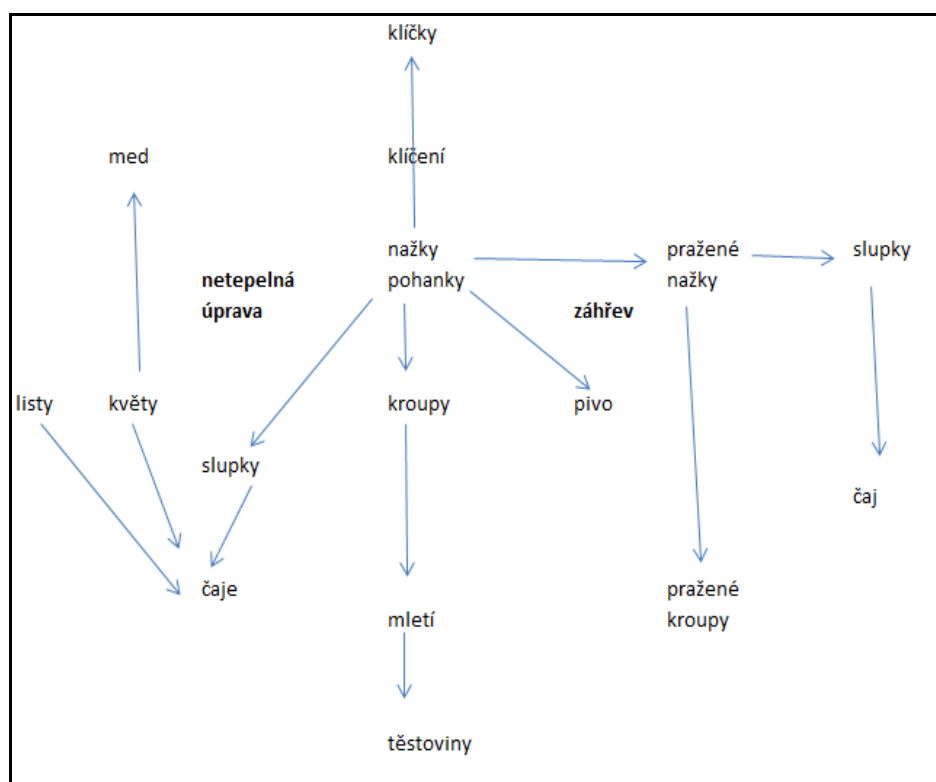 klíčky
med
klíčení
nažky
pohanky
pražené
nažky
slupky
netepelná
úprava
záhřev
listy
květy
kroupy
pivo
slupky
čaj
čaje
pražené
kroupy
mletí
těstoviny